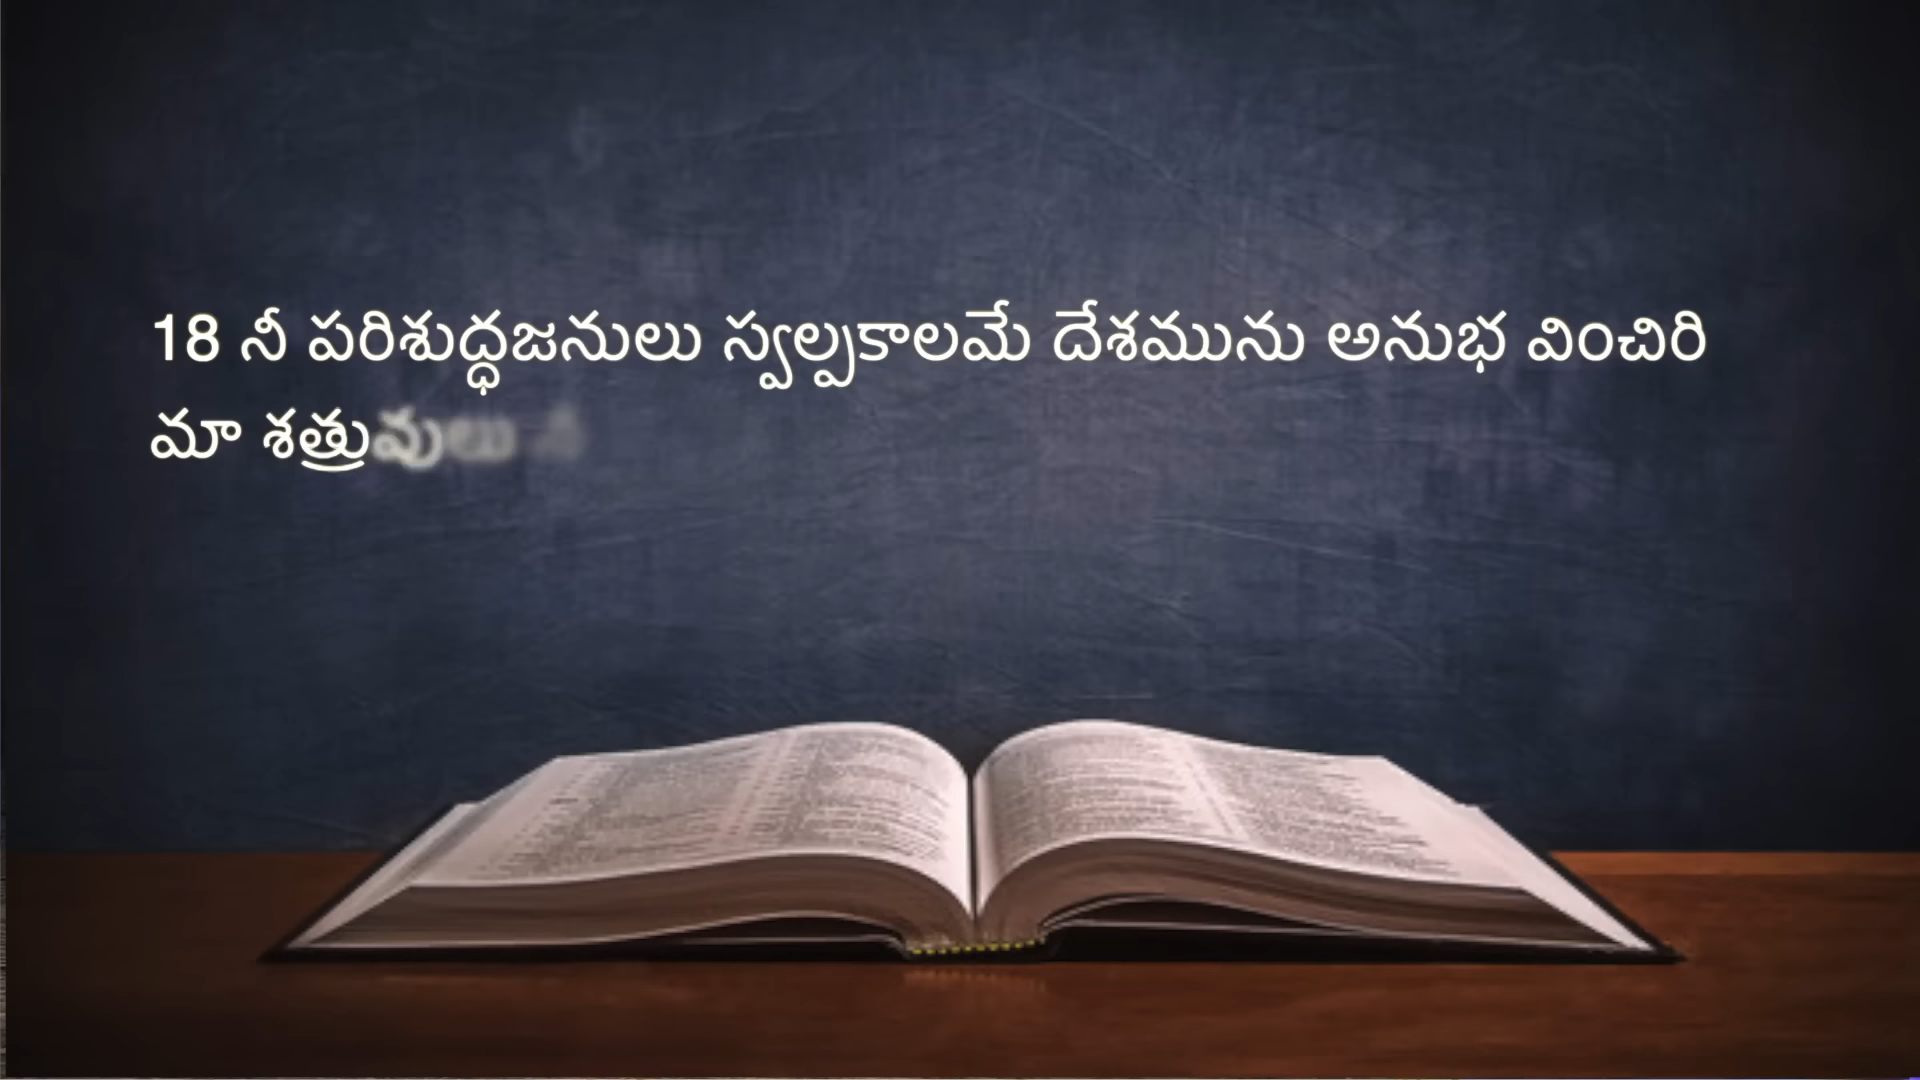 18 నీ పరిశుద్ధజనులు స్వల్పకాలమే దేశమును అనుభ వించిరి
మా శత్రువులు